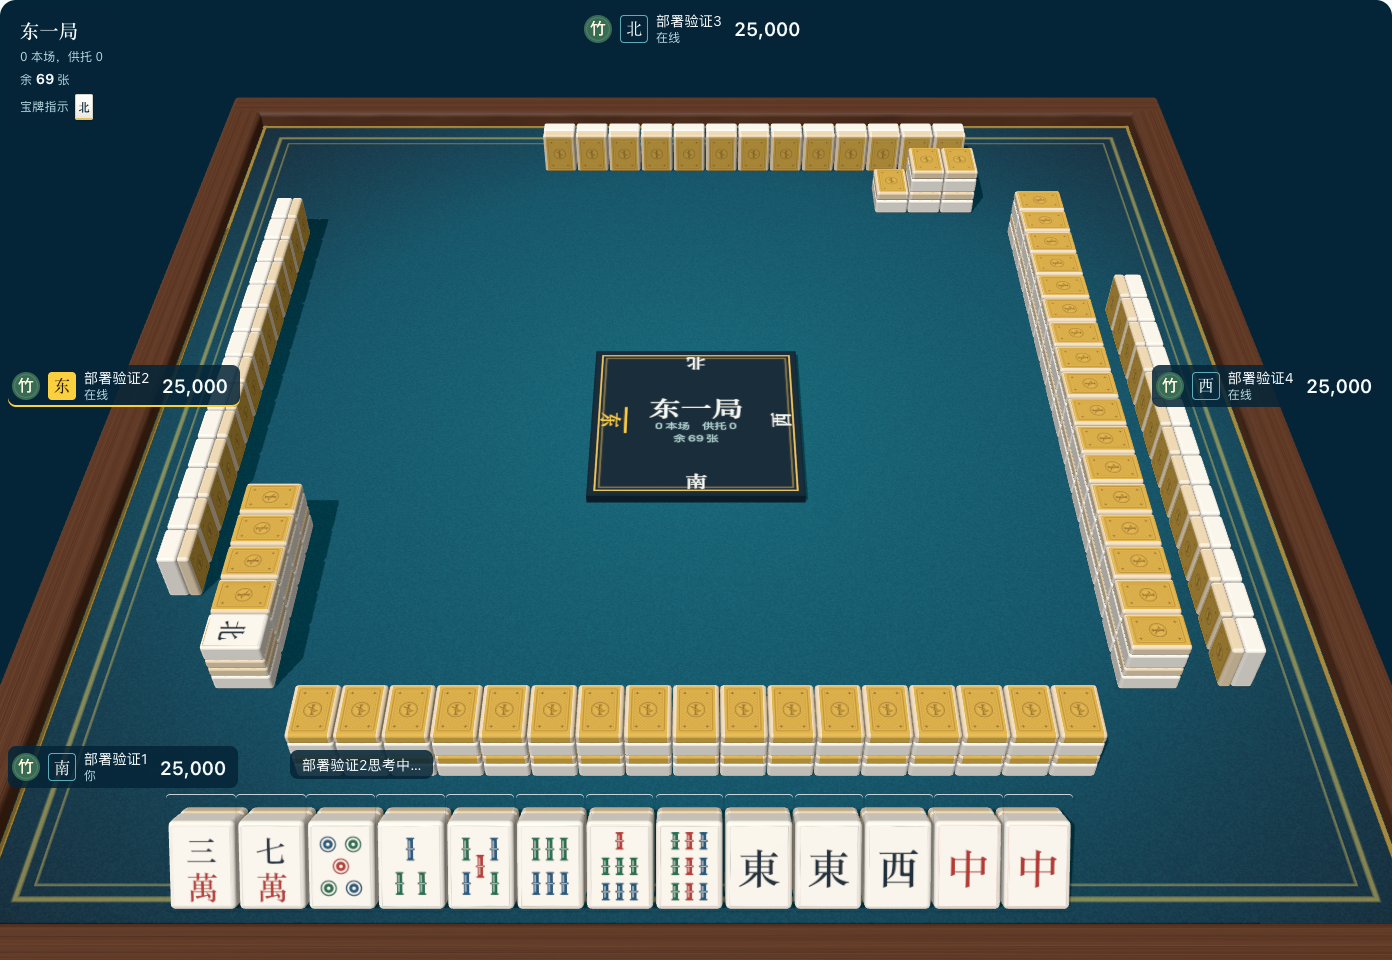 东一局
0 本场，供托 0
余 69 张
宝牌指示 北
竹 北 部署验证3
在线
25,000
竹 东 部署验证2
在线
25,000
竹 西 部署验证4
在线
25,000
北
东
西
东一局
0 本场 供托 0
余 69 张
南
北
竹 南 部署验证1
你
25,000
部署验证2思考中...
三萬 七萬 東 東 西 中 中